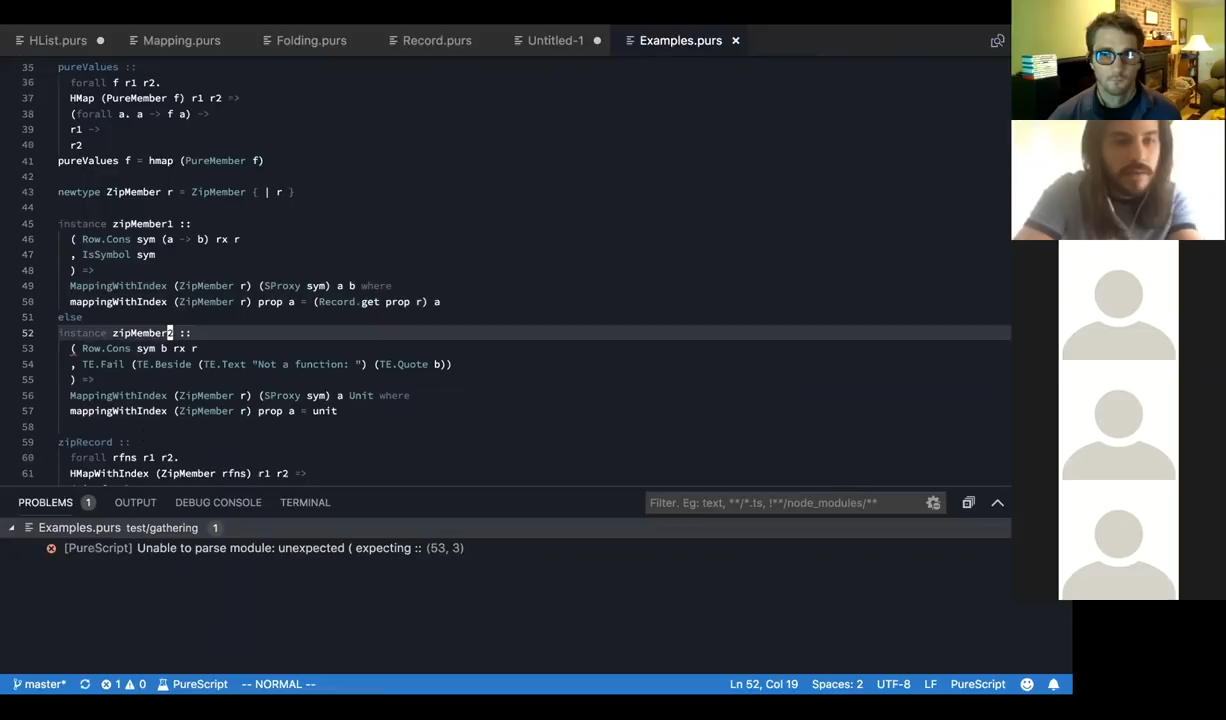 HList.purs Mapping.purs Folding.purs Record.purs Untitled-1 Examples.purs ×
35 pureValues ::
36 forall f r1 r2.
37 HMap (PureMember f) r1 r2 =>
38 (forall a. a -> f a) ->
39 r1 ->
40 r2
41 pureValues f = hmap (PureMember f)
42
43 newtype ZipMember r = ZipMember { | r }
44
45 instance zipMember1 ::
46 ( Row.Cons sym (a -> b) rx r
47 , IsSymbol sym
48 ) =>
49 MappingWithIndex (ZipMember r) (SProxy sym) a b where
50 mappingWithIndex (ZipMember r) prop a = (Record.get prop r) a
51 else
52 instance zipMember2 ::
53 ( Row.Cons sym b rx r
54 , TE.Fail (TE.Beside (TE.Text "Not a function: ") (TE.Quote b))
55 ) =>
56 MappingWithIndex (ZipMember r) (SProxy sym) a Unit where
57 mappingWithIndex (ZipMember r) prop a = unit
58
59 zipRecord ::
60 forall rfns r1 r2.
61 HMapWithIndex (ZipMember rfns) r1 r2 =>
PROBLEMS 1 OUTPUT DEBUG CONSOLE TERMINAL Filter. Eg: text, **/*.ts, !**/node_modules/**
Examples.purs test/gathering 1
[PureScript] Unable to parse module: unexpected ( expecting :: (53, 3)
master* 1 0 PureScript -- NORMAL -- Ln 52, Col 19 Spaces: 2 UTF-8 LF PureScript